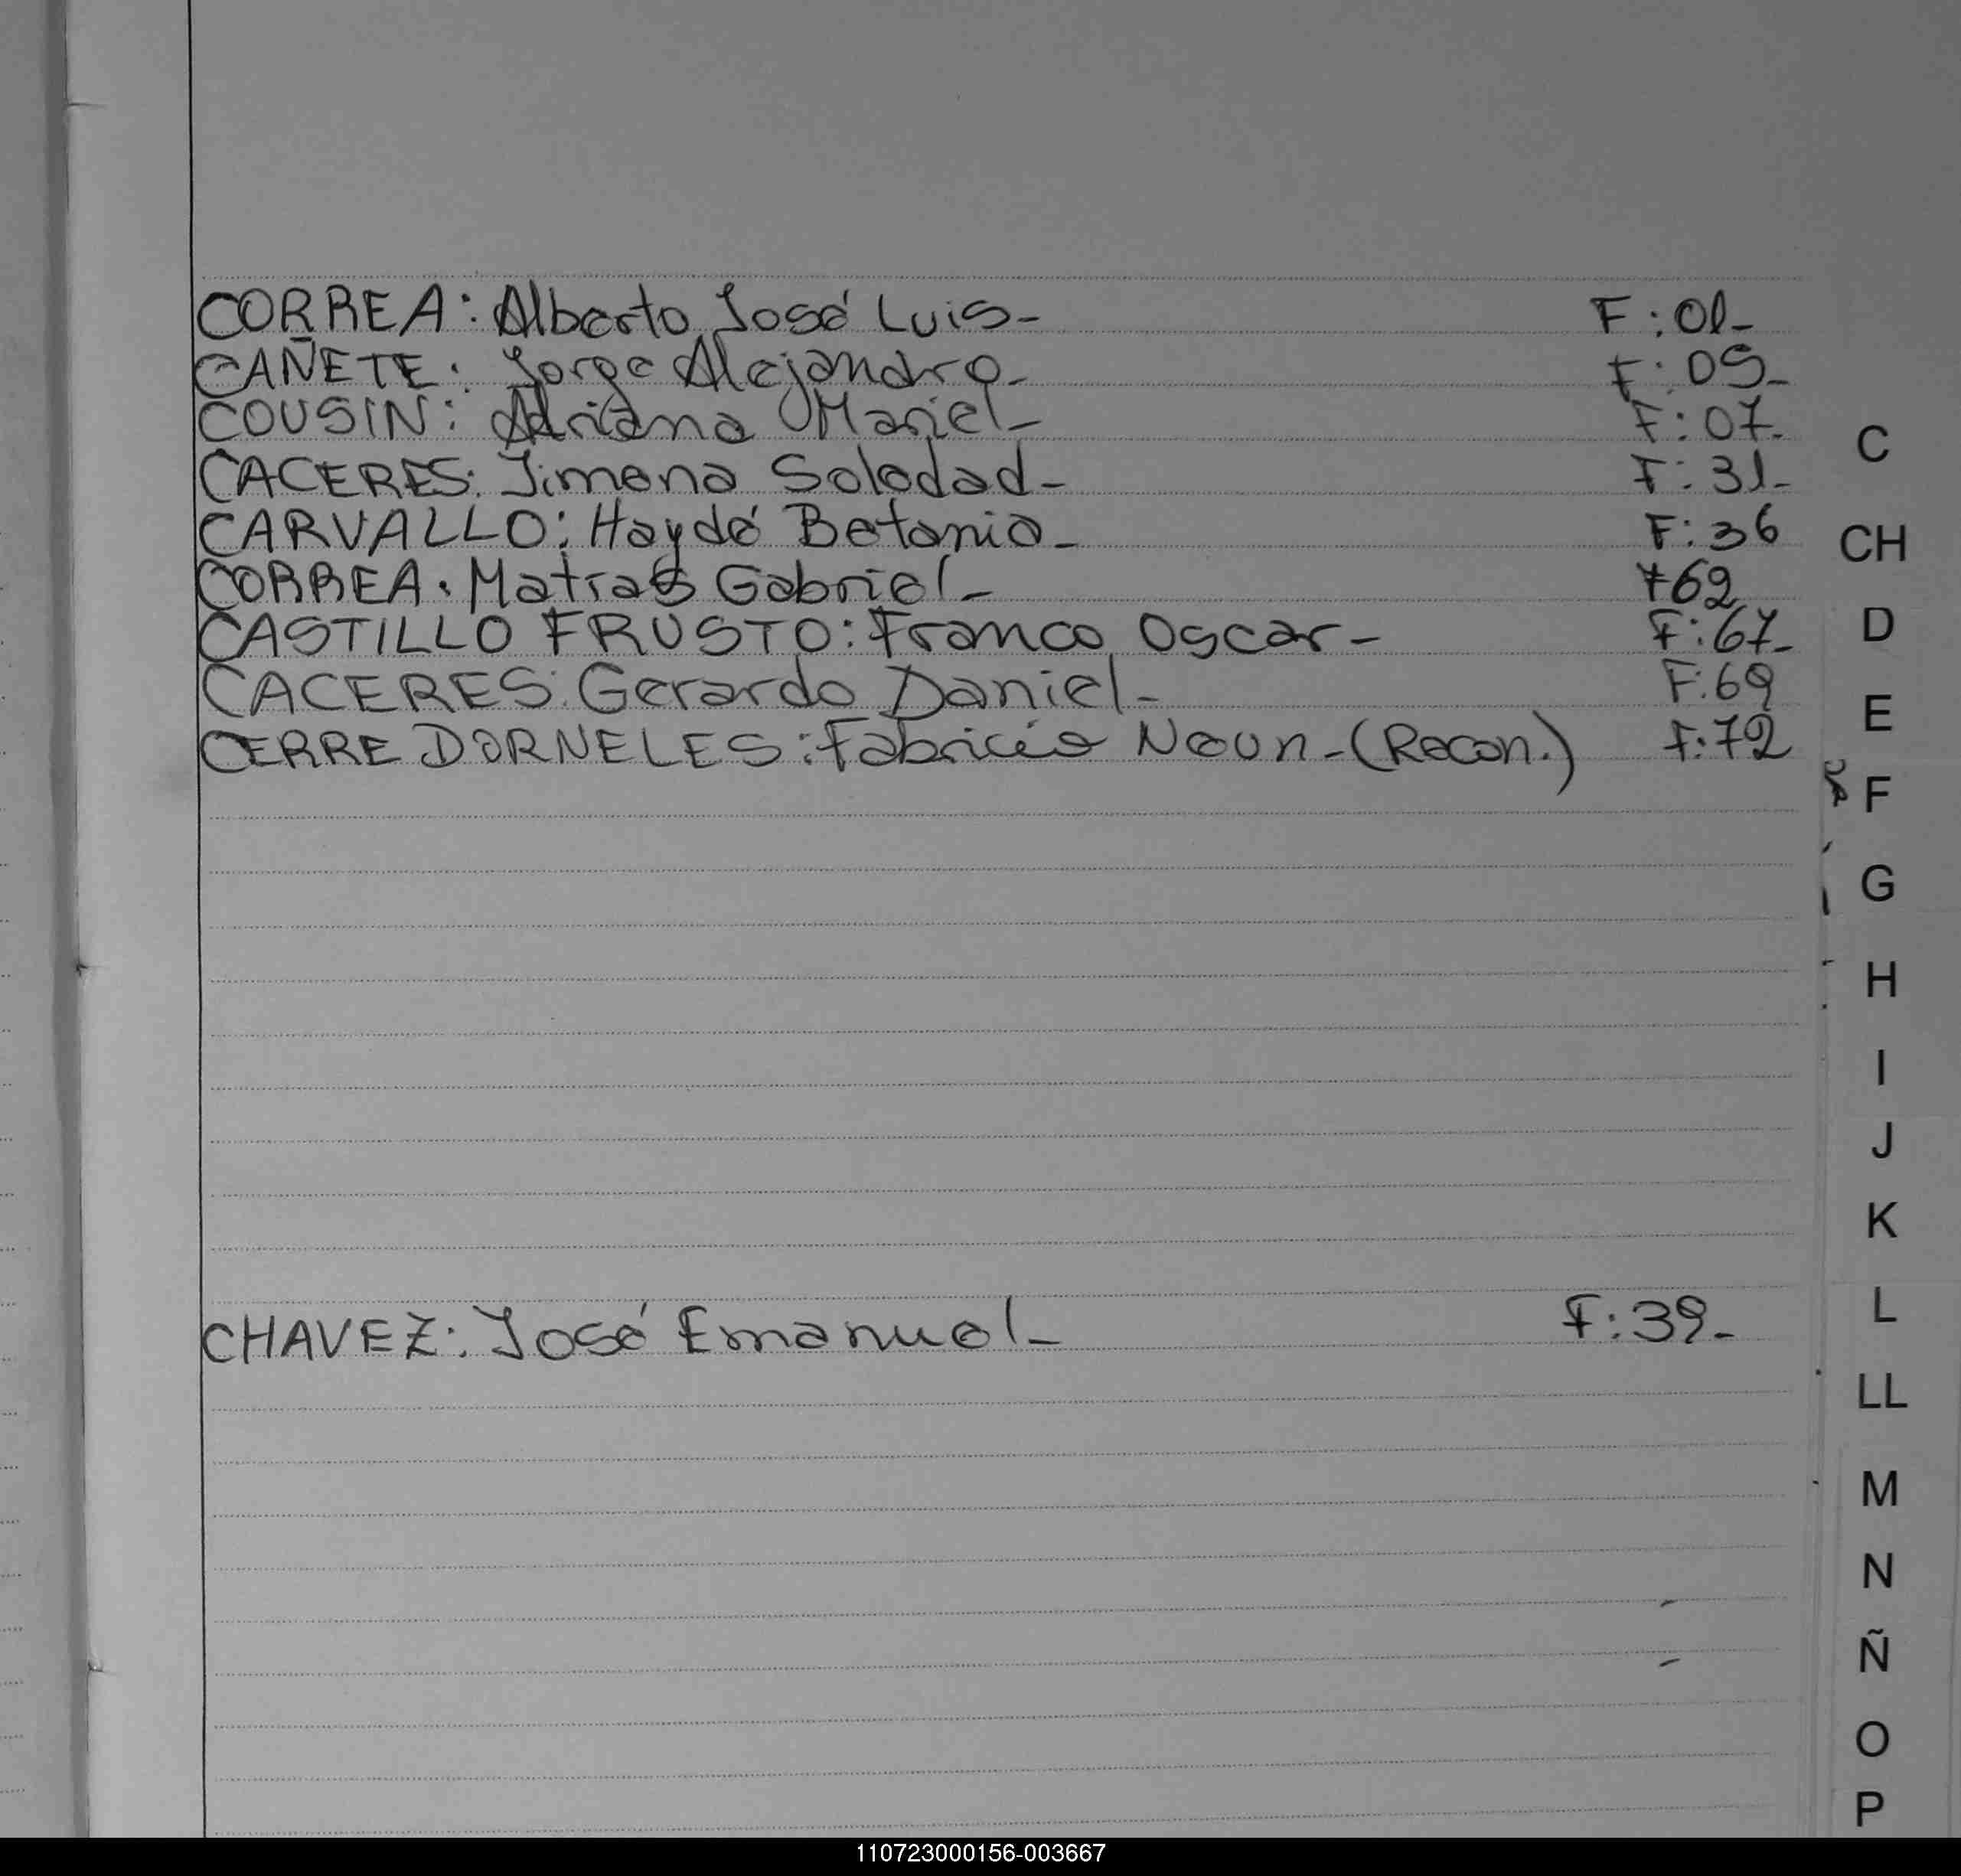 CORREA: Alberto José Luis- F:01-
CAÑETE: Jorge Alejandro- F:05-
COUSIN: Adriana Mariel- F:07-
CACERES: Jimena Soledad- F:31-
CARVALLO: Haydé Betania- F:36
CORREA: Matias Gabriel- F62
CASTILLO FRUSTO: Franco Oscar- F:67-
CACERES: Gerardo Daniel- F:69
CERRE DORNELES: Fabricio Neun-(Recon.) F:72
CHAVEZ: José Emanuel- F:39-
C
CH
D
E
F
G
H
I
J
K
L
LL
M
N
Ñ
O
P
110723000156-003667